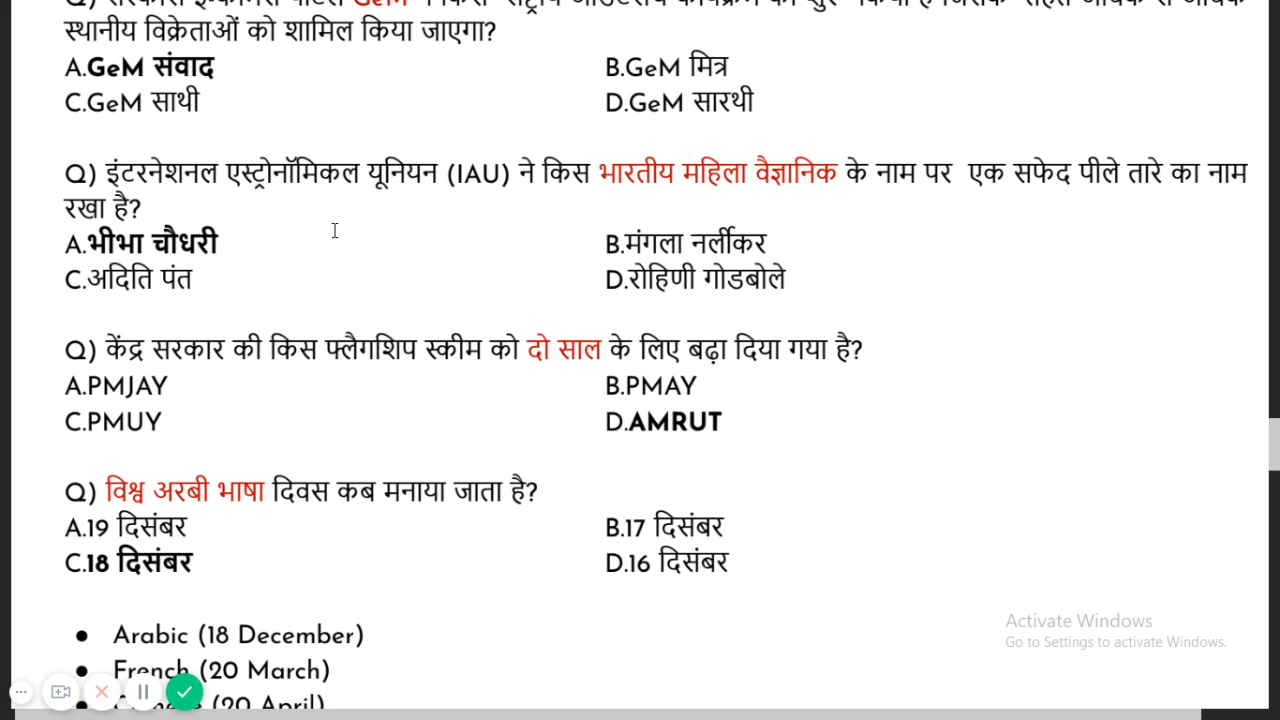 GeM
स्थानीय विक्रेताओं को शामिल किया जाएगा?
A.GeM संवाद B.GeM मित्र
C.GeM साथी D.GeM सारथी
Q) इंटरनेशनल एस्ट्रोनॉमिकल यूनियन (IAU) ने किस भारतीय महिला वैज्ञानिक के नाम पर एक सफेद पीले तारे का नाम
रखा है?
A.भीभा चौधरी B.मंगला नर्लीकर
C.अदिति पंत D.रोहिणी गोडबोले
Q) केंद्र सरकार की किस फ्लैगशिप स्कीम को दो साल के लिए बढ़ा दिया गया है?
A.PMJAY B.PMAY
C.PMUY D.AMRUT
Q) विश्व अरबी भाषा दिवस कब मनाया जाता है?
A.19 दिसंबर B.17 दिसंबर
C.18 दिसंबर D.16 दिसंबर
● Arabic (18 December)
● French (20 March)
(20 April)
Activate Windows
Go to Settings to activate Windows.